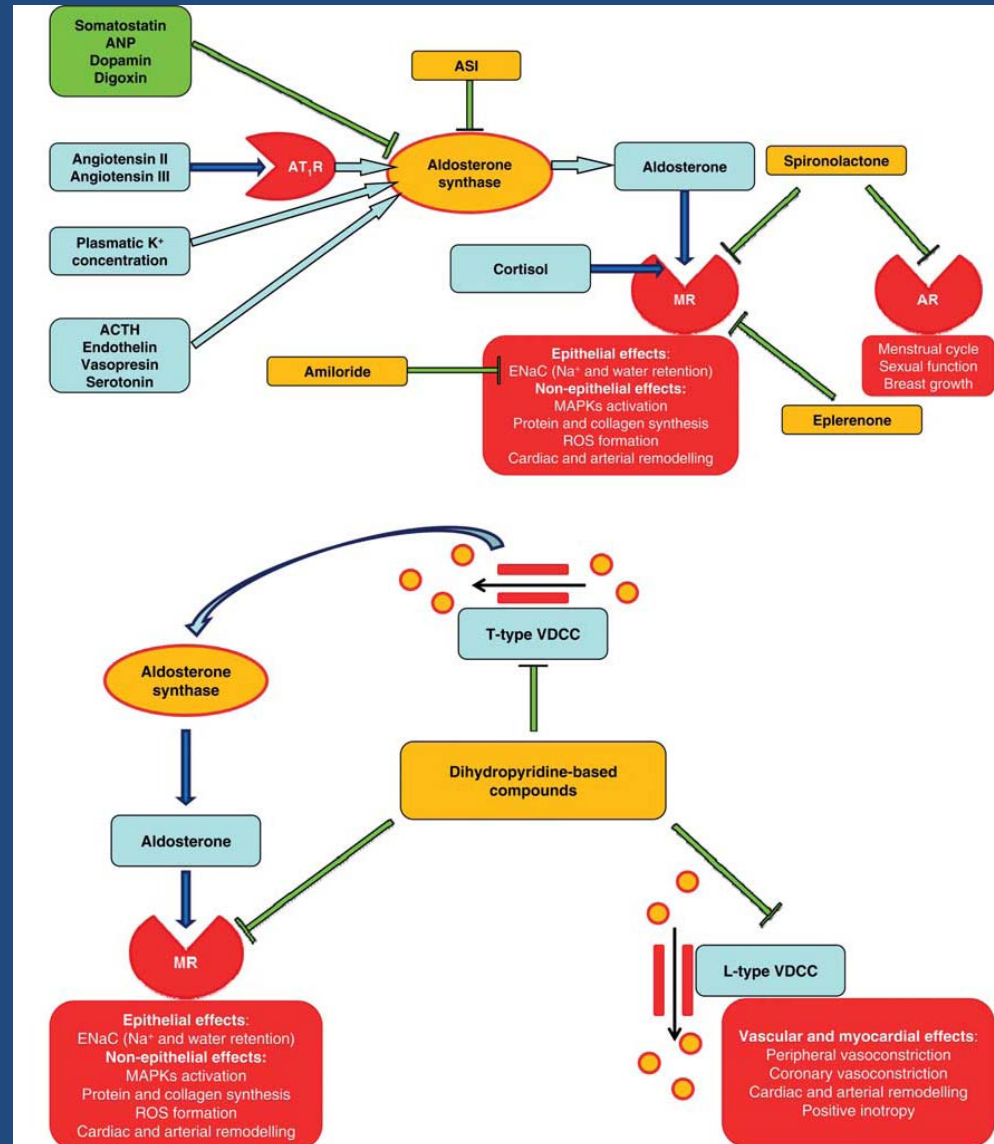 Somatostatin
ANP
Dopamin
Digoxin
ASI
Angiotensin II
Angiotensin III
AT₁R
Aldosterone
synthase
Aldosterone
Spironolactone
Plasmatic K⁺
concentration
Cortisol
MR
AR
ACTH
Endothelin
Vasopresin
Serotonin
Amiloride
Epithelial effects:
ENaC (Na⁺ and water retention)
Non-epithelial effects:
MAPKs activation
Protein and collagen synthesis
ROS formation
Cardiac and arterial remodelling
Menstrual cycle
Sexual function
Breast growth
Eplerenone
T-type VDCC
Aldosterone
synthase
Dihydropyridine-based
compounds
Aldosterone
MR
L-type VDCC
Epithelial effects:
ENaC (Na⁺ and water retention)
Non-epithelial effects:
MAPKs activation
Protein and collagen synthesis
ROS formation
Cardiac and arterial remodelling
Vascular and myocardial effects:
Peripheral vasoconstriction
Coronary vasoconstriction
Cardiac and arterial remodelling
Positive inotropy